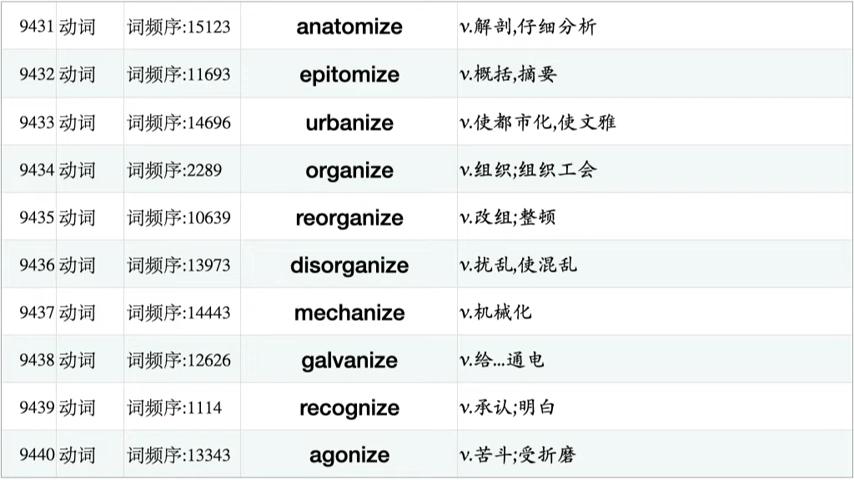 9431 动词 词频序:15123 anatomize v.解剖,仔细分析
9432 动词 词频序:11693 epitomize v.概括,摘要
9433 动词 词频序:14696 urbanize v.使都市化,使文雅
9434 动词 词频序:2289 organize v.组织;组织工会
9435 动词 词频序:10639 reorganize v.改组;整顿
9436 动词 词频序:13973 disorganize v.扰乱,使混乱
9437 动词 词频序:14443 mechanize v.机械化
9438 动词 词频序:12626 galvanize v.给...通电
9439 动词 词频序:1114 recognize v.承认;明白
9440 动词 词频序:13343 agonize v.苦斗;受折磨